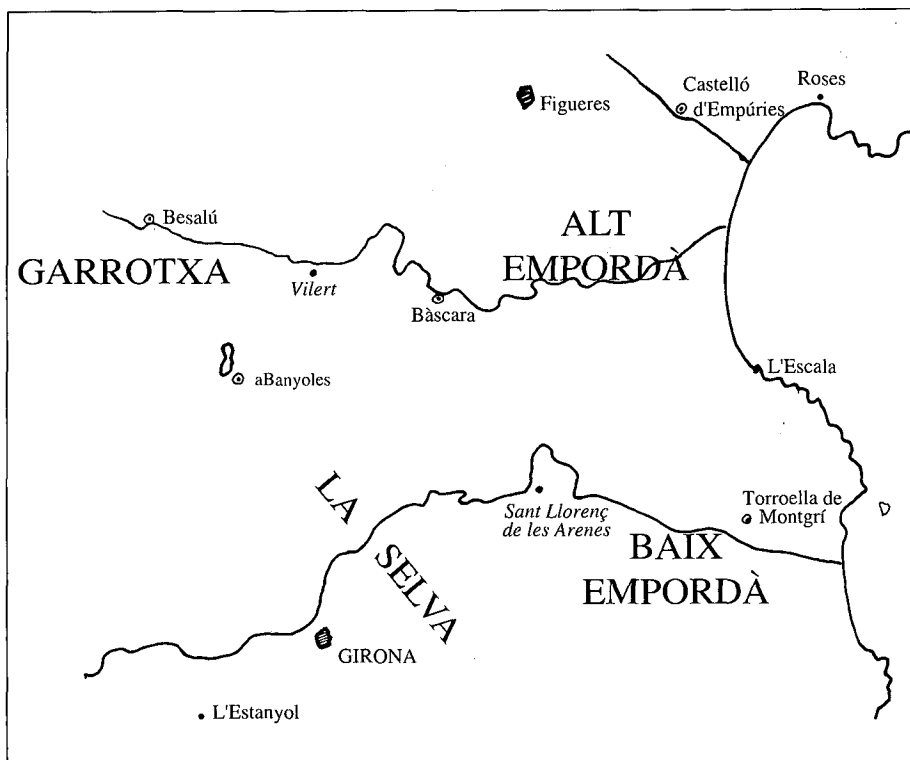 Roses
Castelló
d'Empúries
Figueres
Besalú
ALT
EMPORDÀ
GARROTXA
Vilert
Bàscara
aBanyoles
L'Escala
LA
SELVA
Sant Llorenç
de les Arenes
Torroella de
Montgrí
BAIX
EMPORDÀ
GIRONA
L'Estanyol